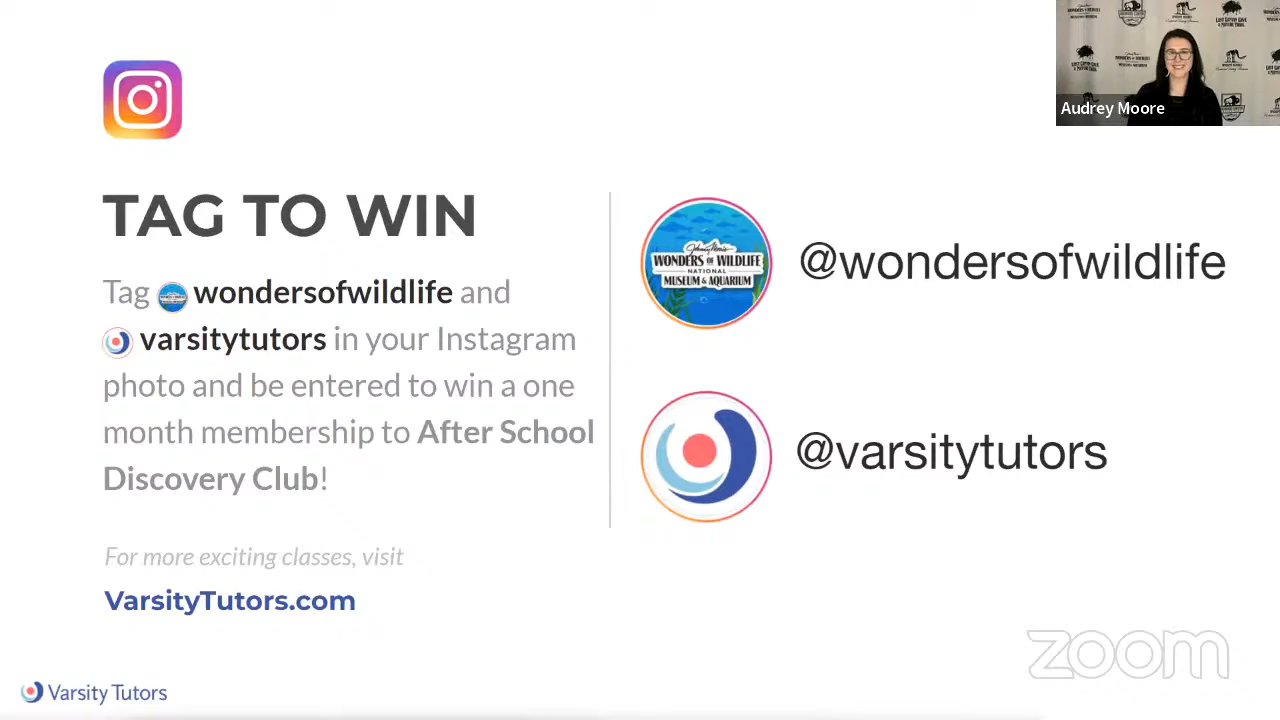 Audrey Moore
TAG TO WIN
Tag wondersofwildlife and
varsitytutors in your Instagram
photo and be entered to win a one
month membership to After School
Discovery Club!
For more exciting classes, visit
VarsityTutors.com
Johnny Morris
WONDERS OF WILDLIFE
NATIONAL
MUSEUM & AQUARIUM
@wondersofwildlife
@varsitytutors
Varsity Tutors
zoom